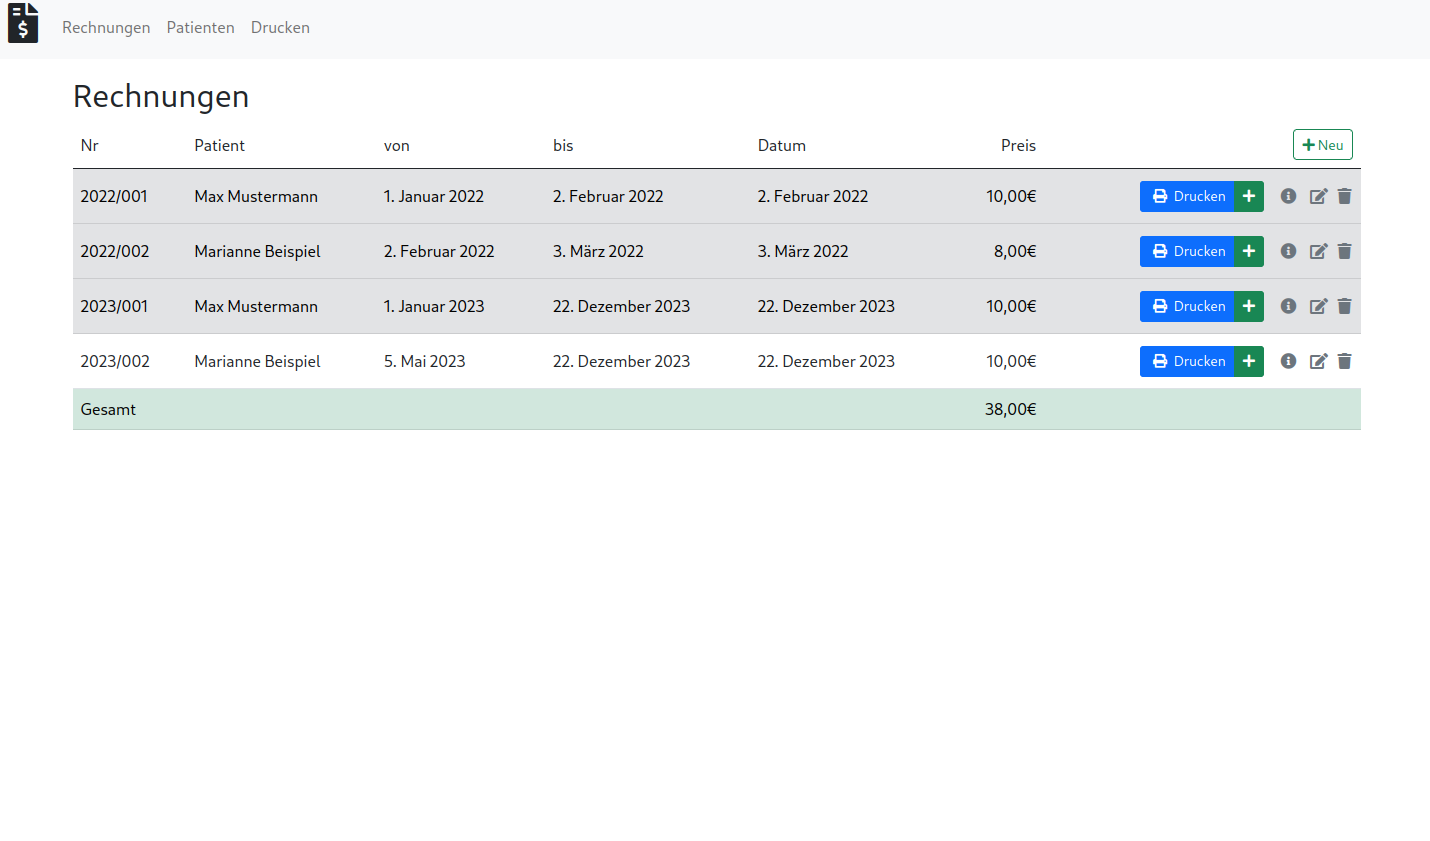 Rechnungen Patienten Drucken
Rechnungen
Nr Patient von bis Datum Preis Neu
2022/001 Max Mustermann 1. Januar 2022 2. Februar 2022 2. Februar 2022 10,00€ Drucken
2022/002 Marianne Beispiel 2. Februar 2022 3. März 2022 3. März 2022 8,00€ Drucken
2023/001 Max Mustermann 1. Januar 2023 22. Dezember 2023 22. Dezember 2023 10,00€ Drucken
2023/002 Marianne Beispiel 5. Mai 2023 22. Dezember 2023 22. Dezember 2023 10,00€ Drucken
Gesamt 38,00€